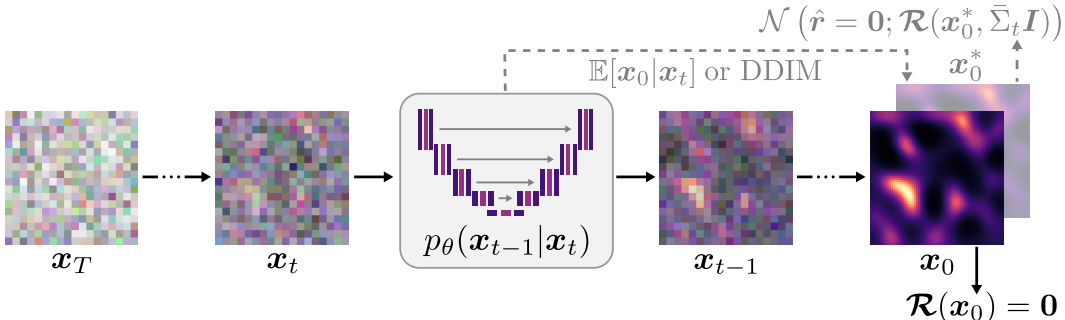 𝒩 (r̂ = 0; 𝓡(x₀*, Σ̄ₜI))
𝔼[x₀|xₜ] or DDIM
x₀*
p_θ(xₜ₋₁|xₜ)
x_T
xₜ
xₜ₋₁
x₀
𝓡(x₀) = 0